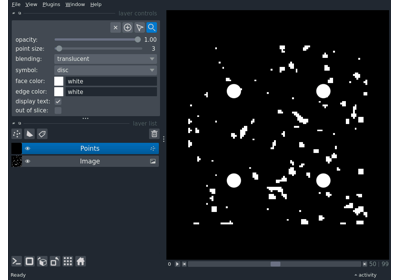 File View Plugins Window Help
layer controls
opacity: 1.00
point size: 3
blending: translucent
symbol: disc
face color: white
edge color: white
display text:
out of slice:
layer list
Points
Image
50 99
Ready
activity